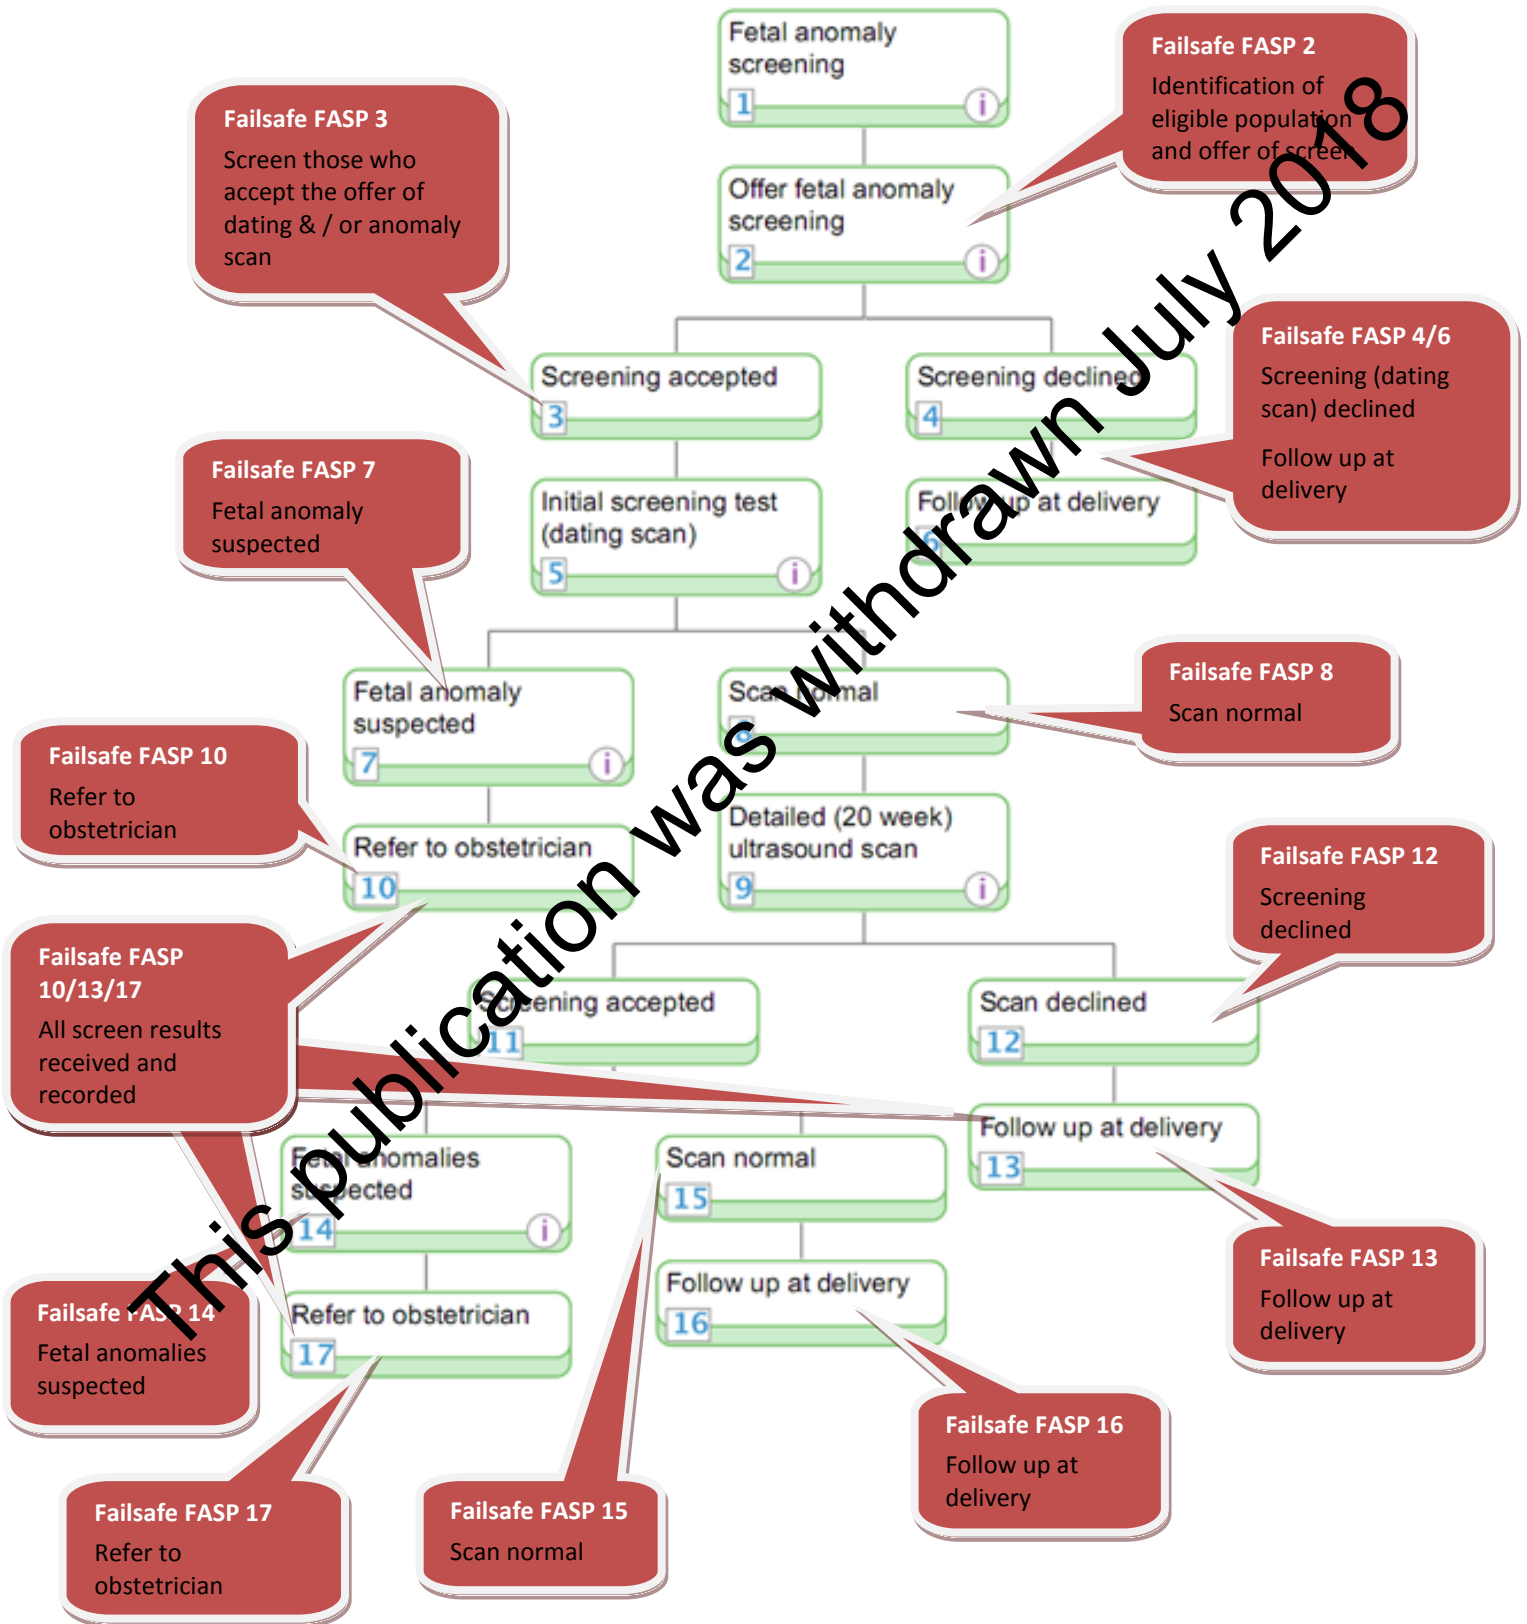 Fetal anomaly
screening
1
i
Failsafe FASP 2
Identification of
eligible population
and offer of screen
Failsafe FASP 3
Screen those who
accept the offer of
dating & / or anomaly
scan
Offer fetal anomaly
screening
2
i
Screening accepted
3
Screening declined
4
Failsafe FASP 4/6
Screening (dating
scan) declined
Follow up at
delivery
Failsafe FASP 7
Fetal anomaly
suspected
Initial screening test
(dating scan)
5
i
Follow up at delivery
6
Fetal anomaly
suspected
7
i
Scan normal
8
Failsafe FASP 8
Scan normal
Failsafe FASP 10
Refer to
obstetrician
Refer to obstetrician
10
Detailed (20 week)
ultrasound scan
9
i
Failsafe FASP 12
Screening
declined
Failsafe FASP
10/13/17
All screen results
received and
recorded
Screening accepted
11
Scan declined
12
Fetal anomalies
suspected
14
i
Scan normal
15
Follow up at delivery
13
Failsafe FASP 14
Fetal anomalies
suspected
Refer to obstetrician
17
Follow up at delivery
16
Failsafe FASP 13
Follow up at
delivery
Failsafe FASP 17
Refer to
obstetrician
Failsafe FASP 15
Scan normal
Failsafe FASP 16
Follow up at
delivery
This publication was withdrawn July 2018